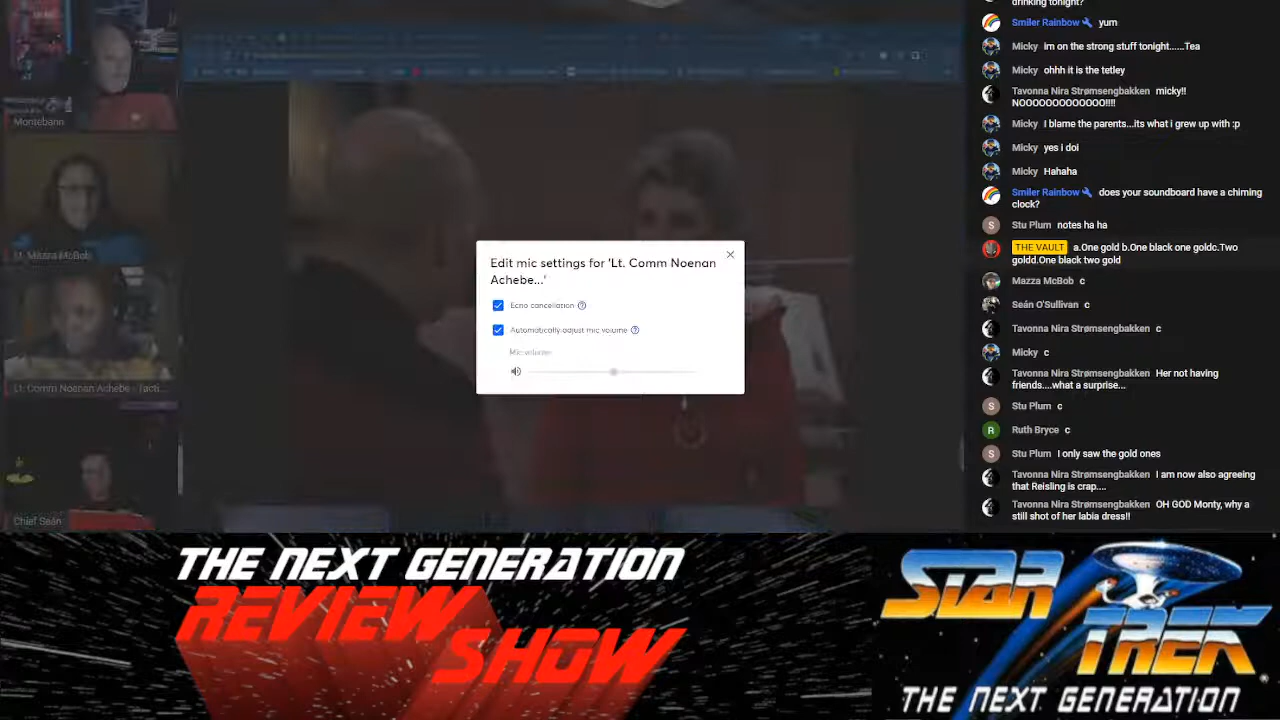 Montebann
Lt. Mazza McBob
Lt. Comm Noenan Achebe - Tacti...
Chief Seán
Edit mic settings for 'Lt. Comm Noenan
Achebe...'
Echo cancellation
Automatically adjust mic volume
Mic volume
drinking tonight?
Smiler Rainbow yum
Micky im on the strong stuff tonight......Tea
Micky ohhh it is the tetley
Tavonna Nira Strømsengbakken micky!!
NOOOOOOOOOOOO!!!!
Micky I blame the parents...its what i grew up with :p
Micky yes i doi
Micky Hahaha
Smiler Rainbow does your soundboard have a chiming
clock?
Stu Plum notes ha ha
THE VAULT a.One gold b.One black one goldc.Two
goldd.One black two gold
Mazza McBob c
Seán O'Sullivan c
Tavonna Nira Strømsengbakken c
Micky c
Tavonna Nira Strømsengbakken Her not having
friends....what a surprise...
Stu Plum c
R Ruth Bryce c
S Stu Plum I only saw the gold ones
Tavonna Nira Strømsengbakken I am now also agreeing
that Reisling is crap....
Tavonna Nira Strømsengbakken OH GOD Monty, why a
still shot of her labia dress!!
THE NEXT GENERATION
REVIEW
SHOW
STAR
TREK
THE NEXT GENERATION